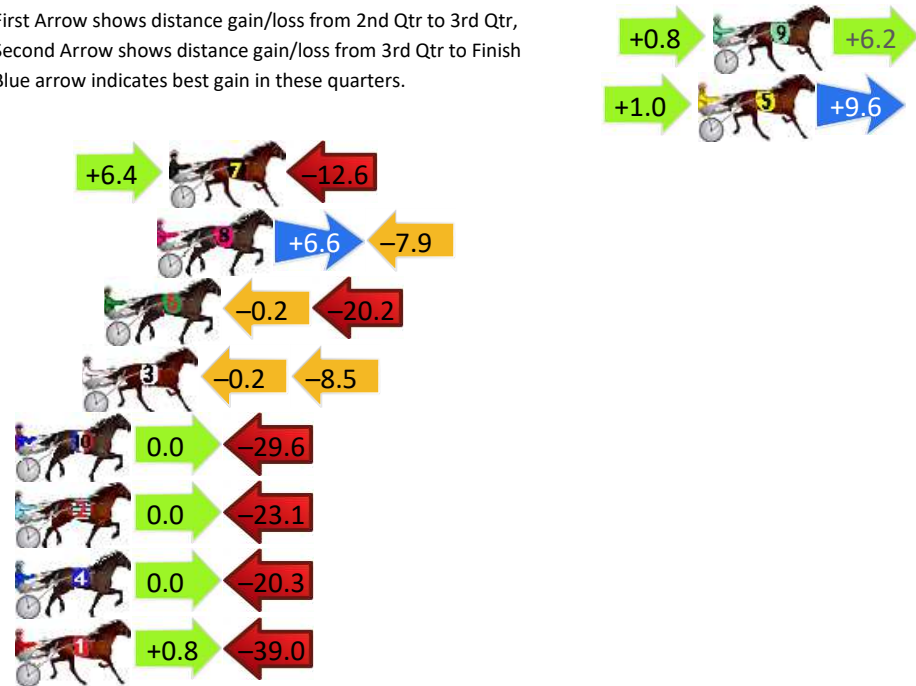 First Arrow shows distance gain/loss from 2nd Qtr to 3rd Qtr,
Second Arrow shows distance gain/loss from 3rd Qtr to Finish
Blue arrow indicates best gain in these quarters.
+0.8 9 +6.2
+1.0 5 +9.6
+6.4 7 –12.6
8 +6.6 –7.9
6 –0.2 –20.2
3 –0.2 –8.5
10 0.0 –29.6
2 0.0 –23.1
4 0.0 –20.3
1 +0.8 –39.0